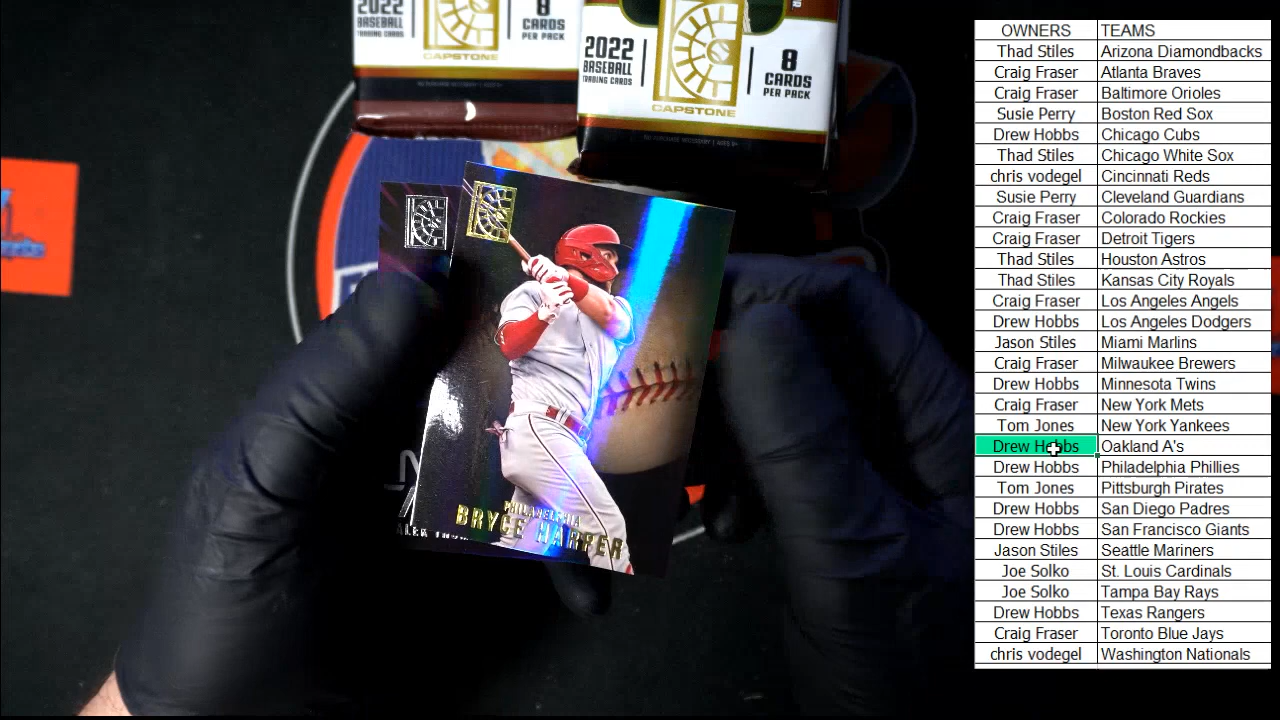 2022
BASEBALL
TRADING CARDS
CAPSTONE
8
CARDS
PER PACK
2022
BASEBALL
TRADING CARDS
CAPSTONE
8
CARDS
PER PACK
PHILADELPHIA
BRYCE HARPER
OWNERS TEAMS
Thad Stiles Arizona Diamondbacks
Craig Fraser Atlanta Braves
Craig Fraser Baltimore Orioles
Susie Perry Boston Red Sox
Drew Hobbs Chicago Cubs
Thad Stiles Chicago White Sox
chris vodegel Cincinnati Reds
Susie Perry Cleveland Guardians
Craig Fraser Colorado Rockies
Craig Fraser Detroit Tigers
Thad Stiles Houston Astros
Thad Stiles Kansas City Royals
Craig Fraser Los Angeles Angels
Drew Hobbs Los Angeles Dodgers
Jason Stiles Miami Marlins
Craig Fraser Milwaukee Brewers
Drew Hobbs Minnesota Twins
Craig Fraser New York Mets
Tom Jones New York Yankees
Drew Hobbs Oakland A's
Drew Hobbs Philadelphia Phillies
Tom Jones Pittsburgh Pirates
Drew Hobbs San Diego Padres
Drew Hobbs San Francisco Giants
Jason Stiles Seattle Mariners
Joe Solko St. Louis Cardinals
Joe Solko Tampa Bay Rays
Drew Hobbs Texas Rangers
Craig Fraser Toronto Blue Jays
chris vodegel Washington Nationals